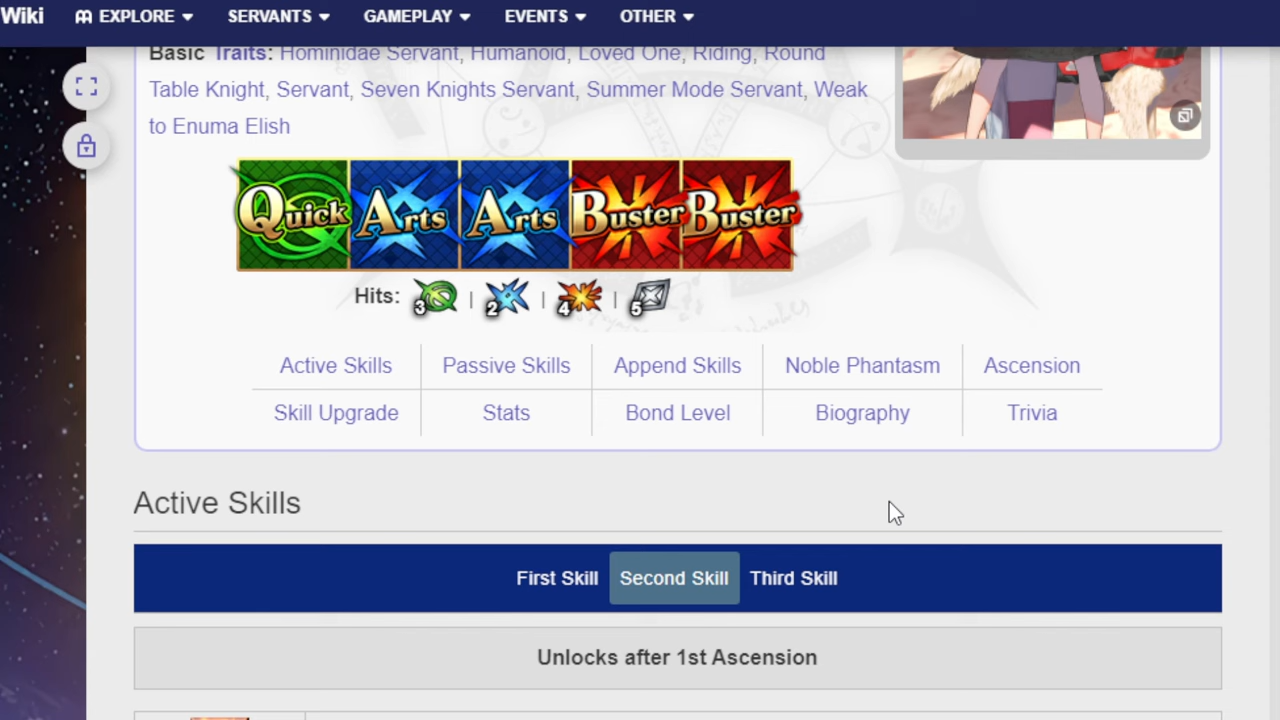 Wiki EXPLORE SERVANTS GAMEPLAY EVENTS OTHER
Basic Traits: Hominidae Servant, Humanoid, Loved One, Riding, Round
Table Knight, Servant, Seven Knights Servant, Summer Mode Servant, Weak
to Enuma Elish
Quick Arts Arts Buster Buster
Hits: 3 | 2 | 4 | 5
Active Skills Passive Skills Append Skills Noble Phantasm Ascension
Skill Upgrade Stats Bond Level Biography Trivia
Active Skills
First Skill Second Skill Third Skill
Unlocks after 1st Ascension